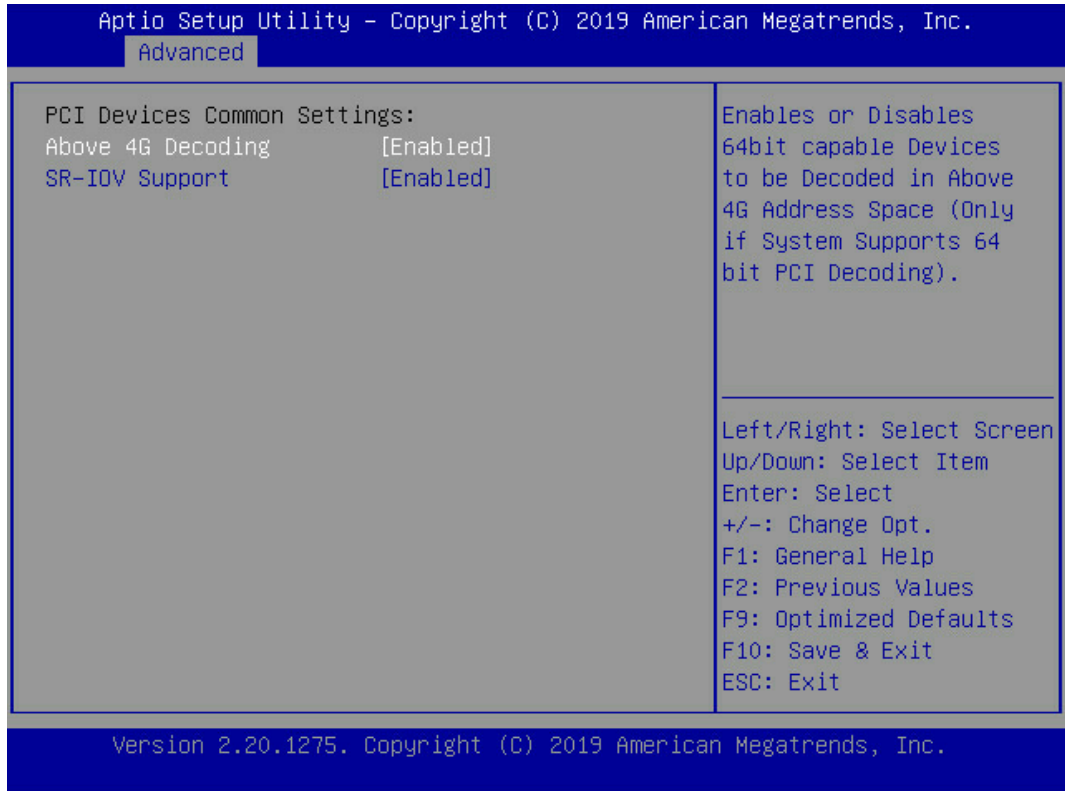 Aptio Setup Utility – Copyright (C) 2019 American Megatrends, Inc.
Advanced
PCI Devices Common Settings:
Above 4G Decoding [Enabled]
SR-IOV Support [Enabled]
Enables or Disables
64bit capable Devices
to be Decoded in Above
4G Address Space (Only
if System Supports 64
bit PCI Decoding).
Left/Right: Select Screen
Up/Down: Select Item
Enter: Select
+/-: Change Opt.
F1: General Help
F2: Previous Values
F9: Optimized Defaults
F10: Save & Exit
ESC: Exit
Version 2.20.1275. Copyright (C) 2019 American Megatrends, Inc.